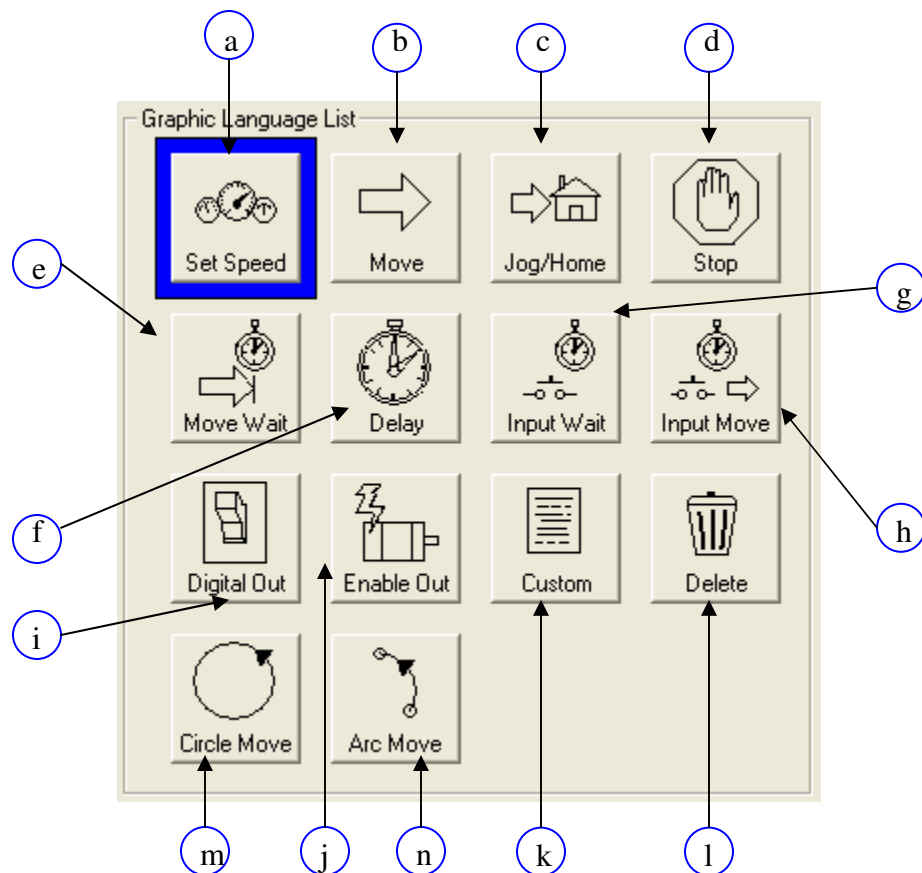 a b c d
Graphic Language List
Set Speed Move Jog/Home Stop
e
g
Move Wait Delay Input Wait Input Move
f h
Digital Out Enable Out Custom Delete
i
Circle Move Arc Move
m j n k l